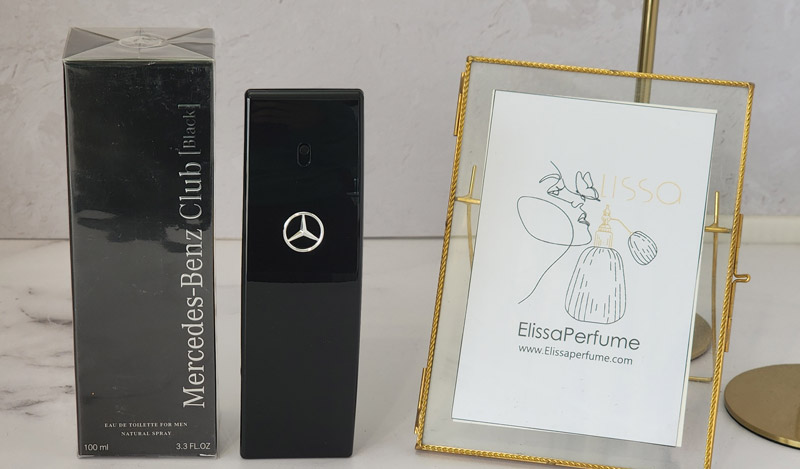 Mercedes-Benz Club [Black]
EAU DE TOILETTE FOR MEN
NATURAL SPRAY
100 ml 3.3 FL.OZ
lissa
ElissaPerfume
www.Elissaperfume.com